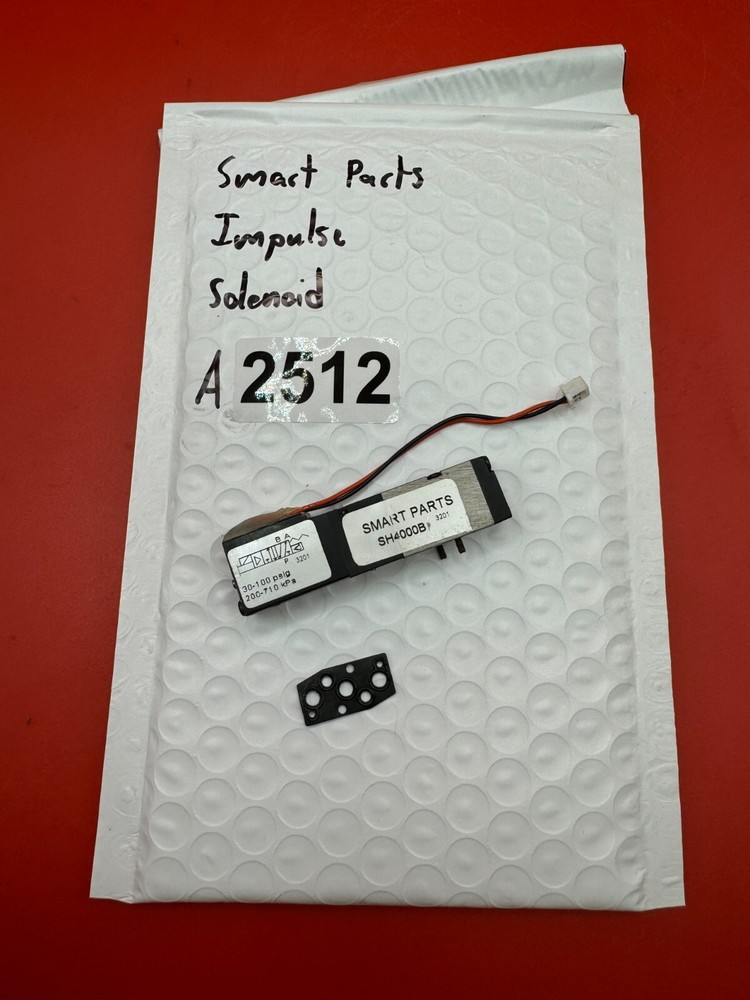 Smart Parts
Impulse
Solenoid
A 2512
B A
P 3201
30-100 psig
200-710 kPa
SMART PARTS
SH4000B 3201